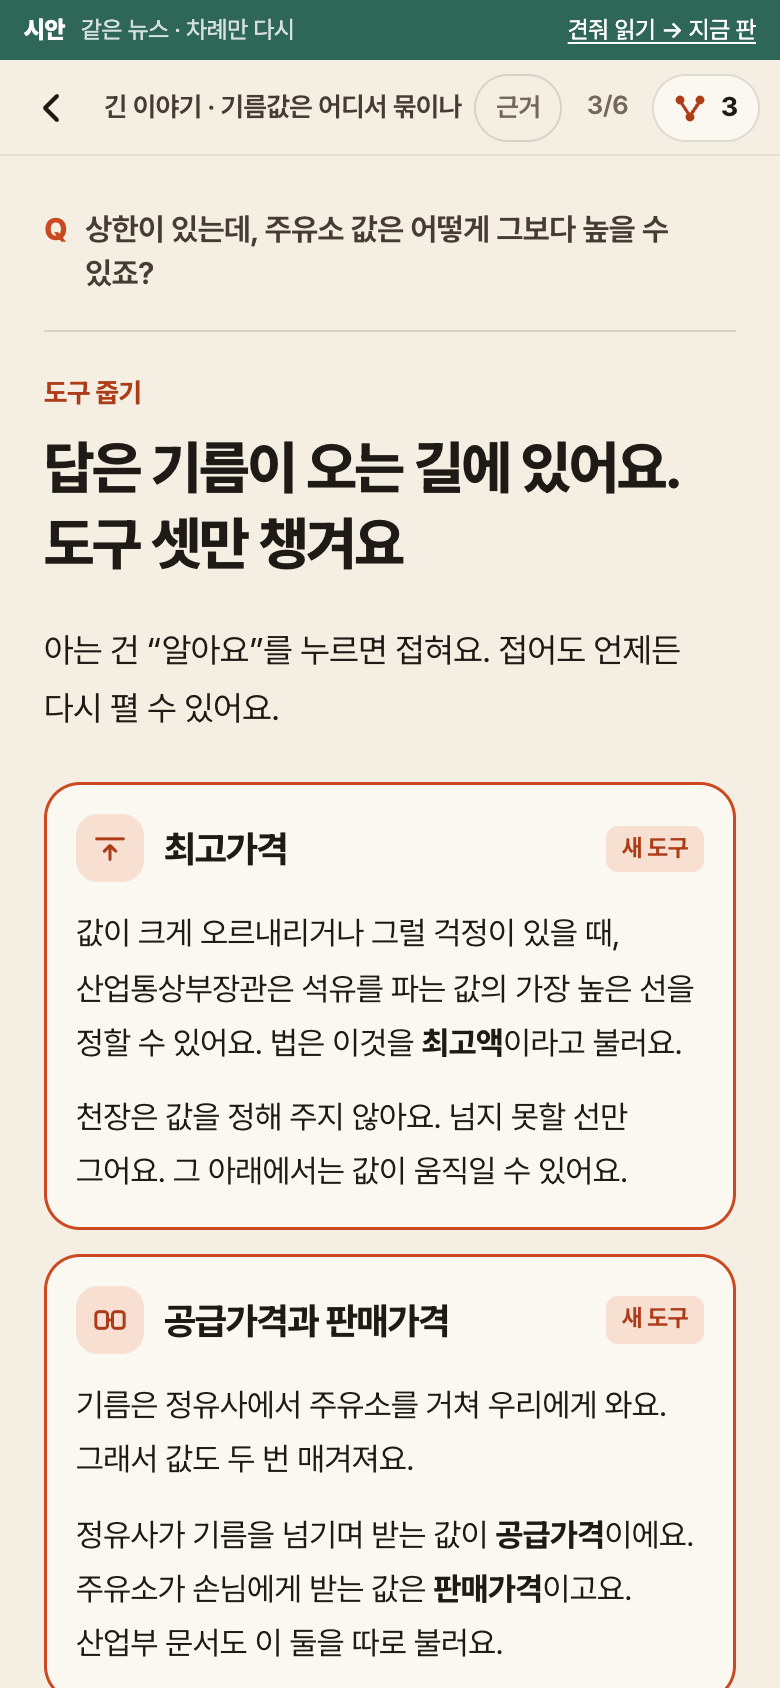 시안 같은 뉴스 · 차례만 다시 견줘 읽기 → 지금 판
긴 이야기 · 기름값은 어디서 묶이나 근거 3/6 3
Q 상한이 있는데, 주유소 값은 어떻게 그보다 높을 수
있죠?
도구 줍기
답은 기름이 오는 길에 있어요.
도구 셋만 챙겨요
아는 건 “알아요”를 누르면 접혀요. 접어도 언제든
다시 펼 수 있어요.
최고가격 새 도구
값이 크게 오르내리거나 그럴 걱정이 있을 때,
산업통상부장관은 석유를 파는 값의 가장 높은 선을
정할 수 있어요. 법은 이것을 최고액이라고 불러요.
천장은 값을 정해 주지 않아요. 넘지 못할 선만
그어요. 그 아래에서는 값이 움직일 수 있어요.
공급가격과 판매가격 새 도구
기름은 정유사에서 주유소를 거쳐 우리에게 와요.
그래서 값도 두 번 매겨져요.
정유사가 기름을 넘기며 받는 값이 공급가격이에요.
주유소가 손님에게 받는 값은 판매가격이고요.
산업부 문서도 이 둘을 따로 불러요.